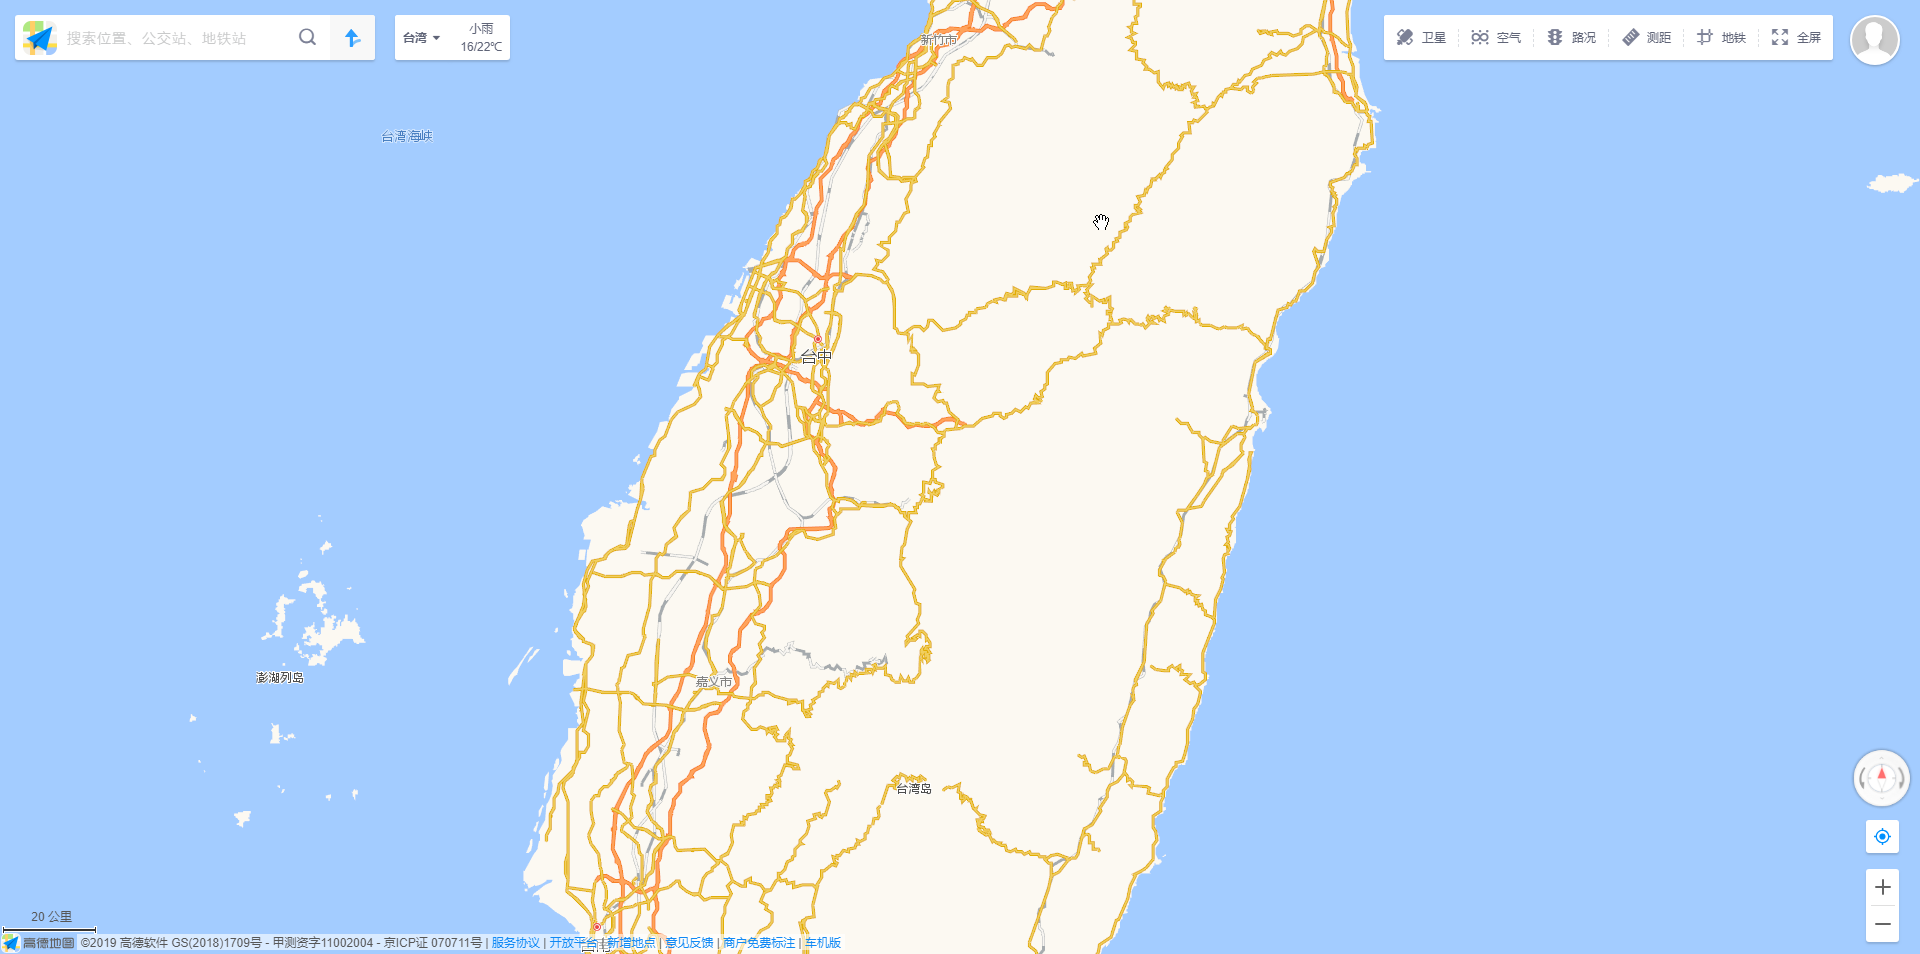 搜索位置、公交站、地铁站
台湾
小雨
16/22℃
卫星
空气
路况
测距
地铁
全屏
新竹市
台湾海峡
台中
澎湖列岛
嘉义市
台湾岛
20 公里
高德地图
©2019 高德软件 GS(2018)1709号 - 甲测资字11002004 - 京ICP证 070711号 | 服务协议 | 开放平台 | 新增地点 | 意见反馈 | 商户免费标注 | 车机版